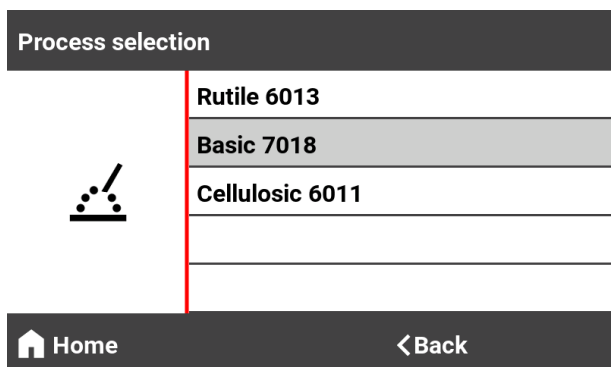 Process selection
Rutile 6013
Basic 7018
Cellulosic 6011
Home
Back